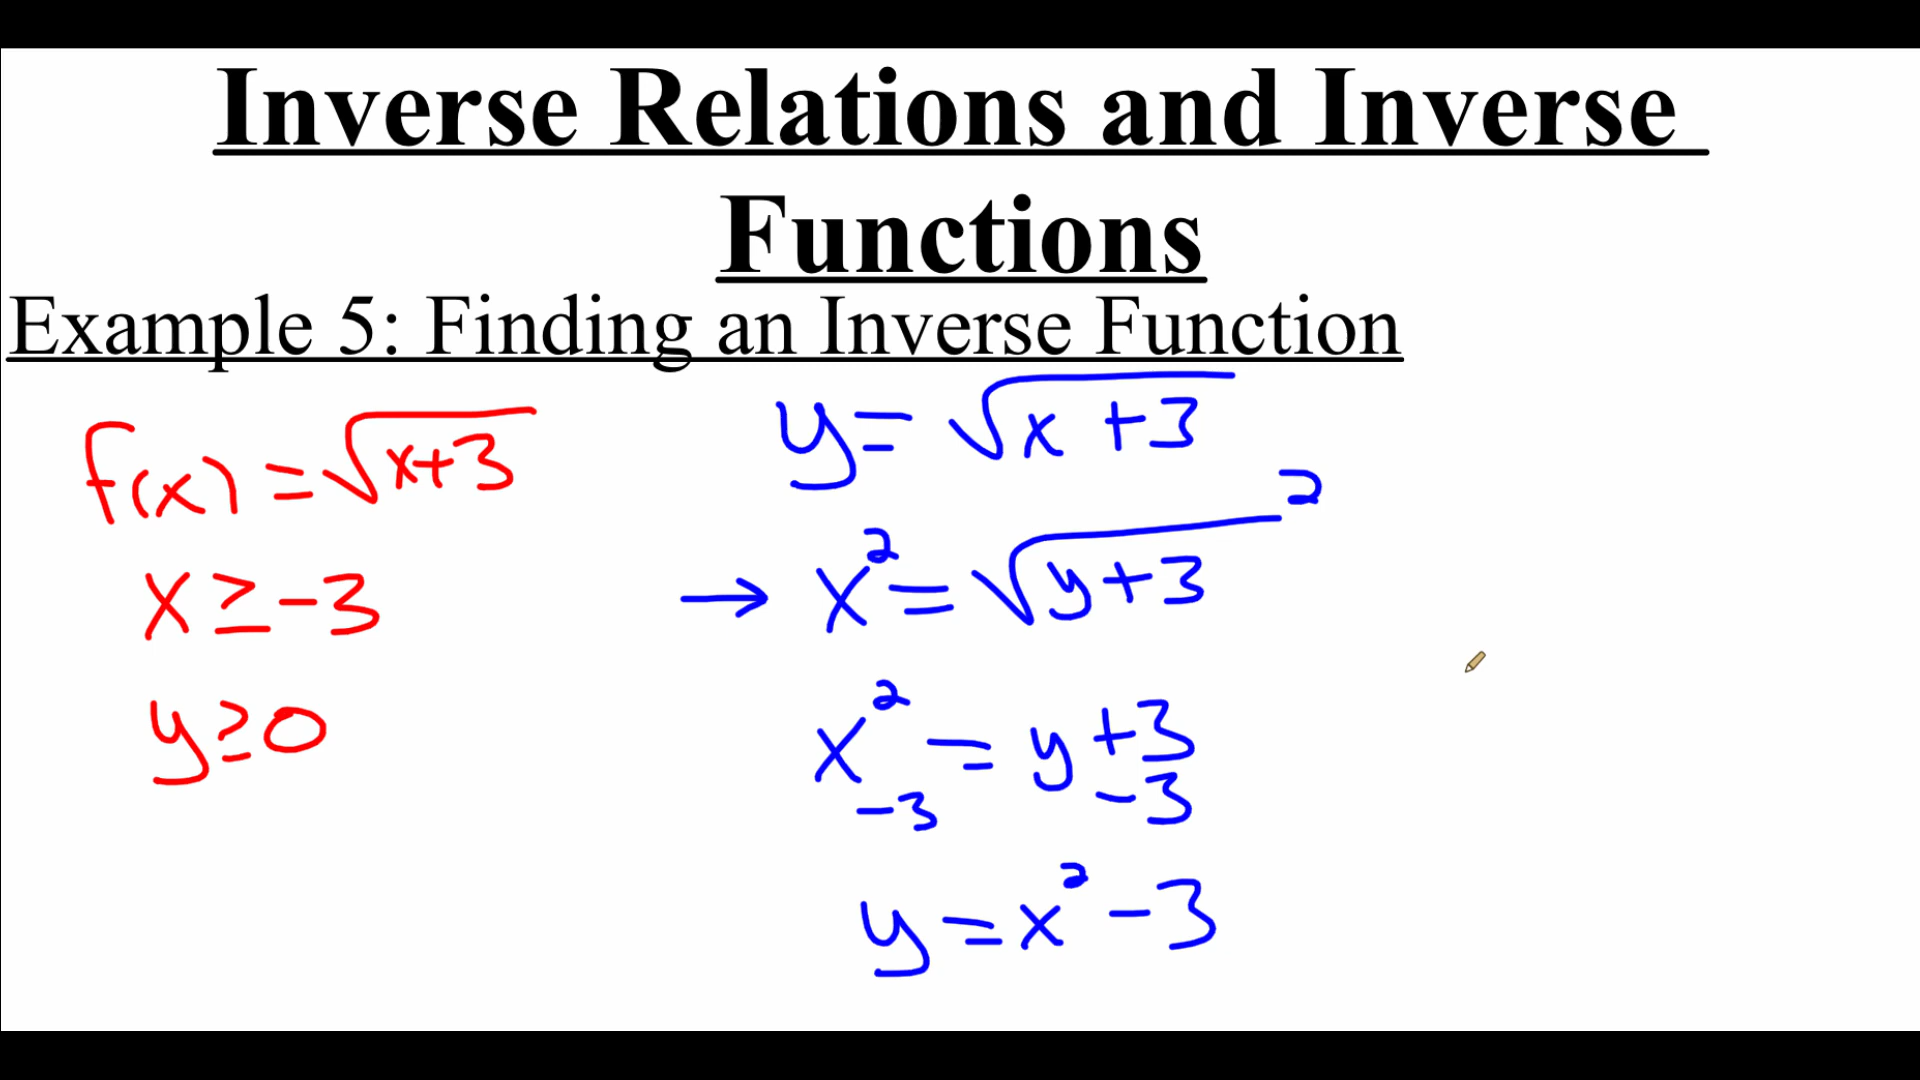 Inverse Relations and Inverse
Functions
Example 5: Finding an Inverse Function
f(x) = √(x+3)
x ≥ -3
y ≥ 0
y = √(x+3)
→ x² = √(y+3)²
x² = y+3
-3 -3
y = x² - 3